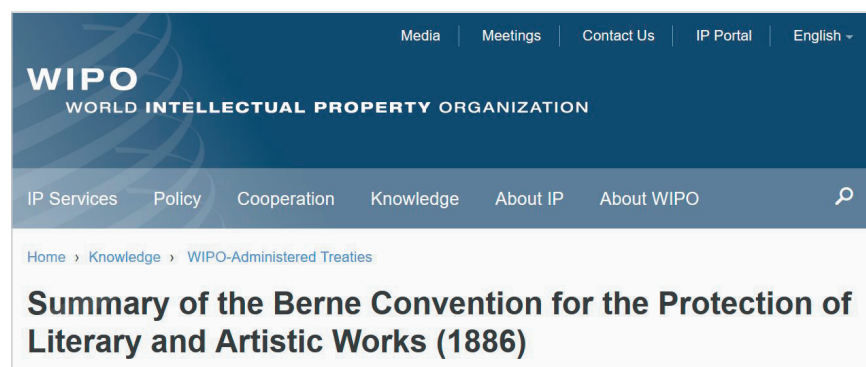 Media Meetings Contact Us IP Portal English
WIPO
WORLD INTELLECTUAL PROPERTY ORGANIZATION
IP Services Policy Cooperation Knowledge About IP About WIPO
Home › Knowledge › WIPO-Administered Treaties
Summary of the Berne Convention for the Protection of
Literary and Artistic Works (1886)